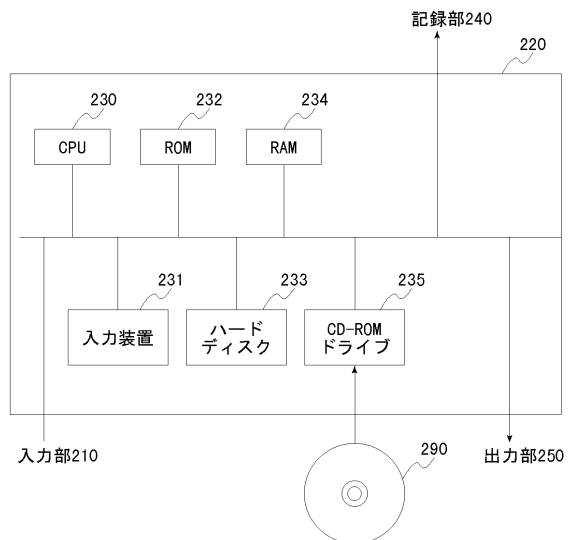 記録部240
220
230
232
234
CPU
ROM
RAM
231
233
235
入力装置
ハード
ディスク
CD-ROM
ドライブ
入力部210
290
出力部250